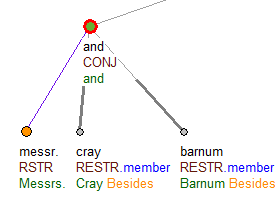 and
CONJ
and
messr.
RSTR
Messrs.
cray
RESTR.member
Cray Besides
barnum
RESTR.member
Barnum Besides